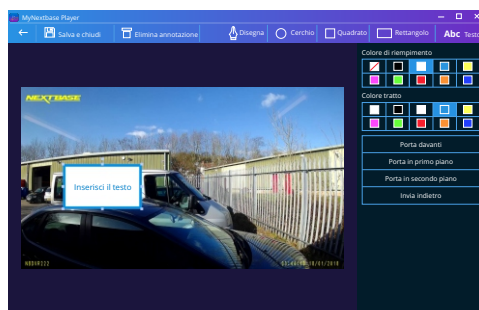 MyNextbase Player
Salva e chiudi
Elimina annotazione
Disegna
Cerchio
Quadrato
Rettangolo
Abc Testo
Colore di riempimento
NEXTBASE
Colore tratto
Porta davanti
Porta in primo piano
Inserisci il testo
Porta in secondo piano
Invia indietro